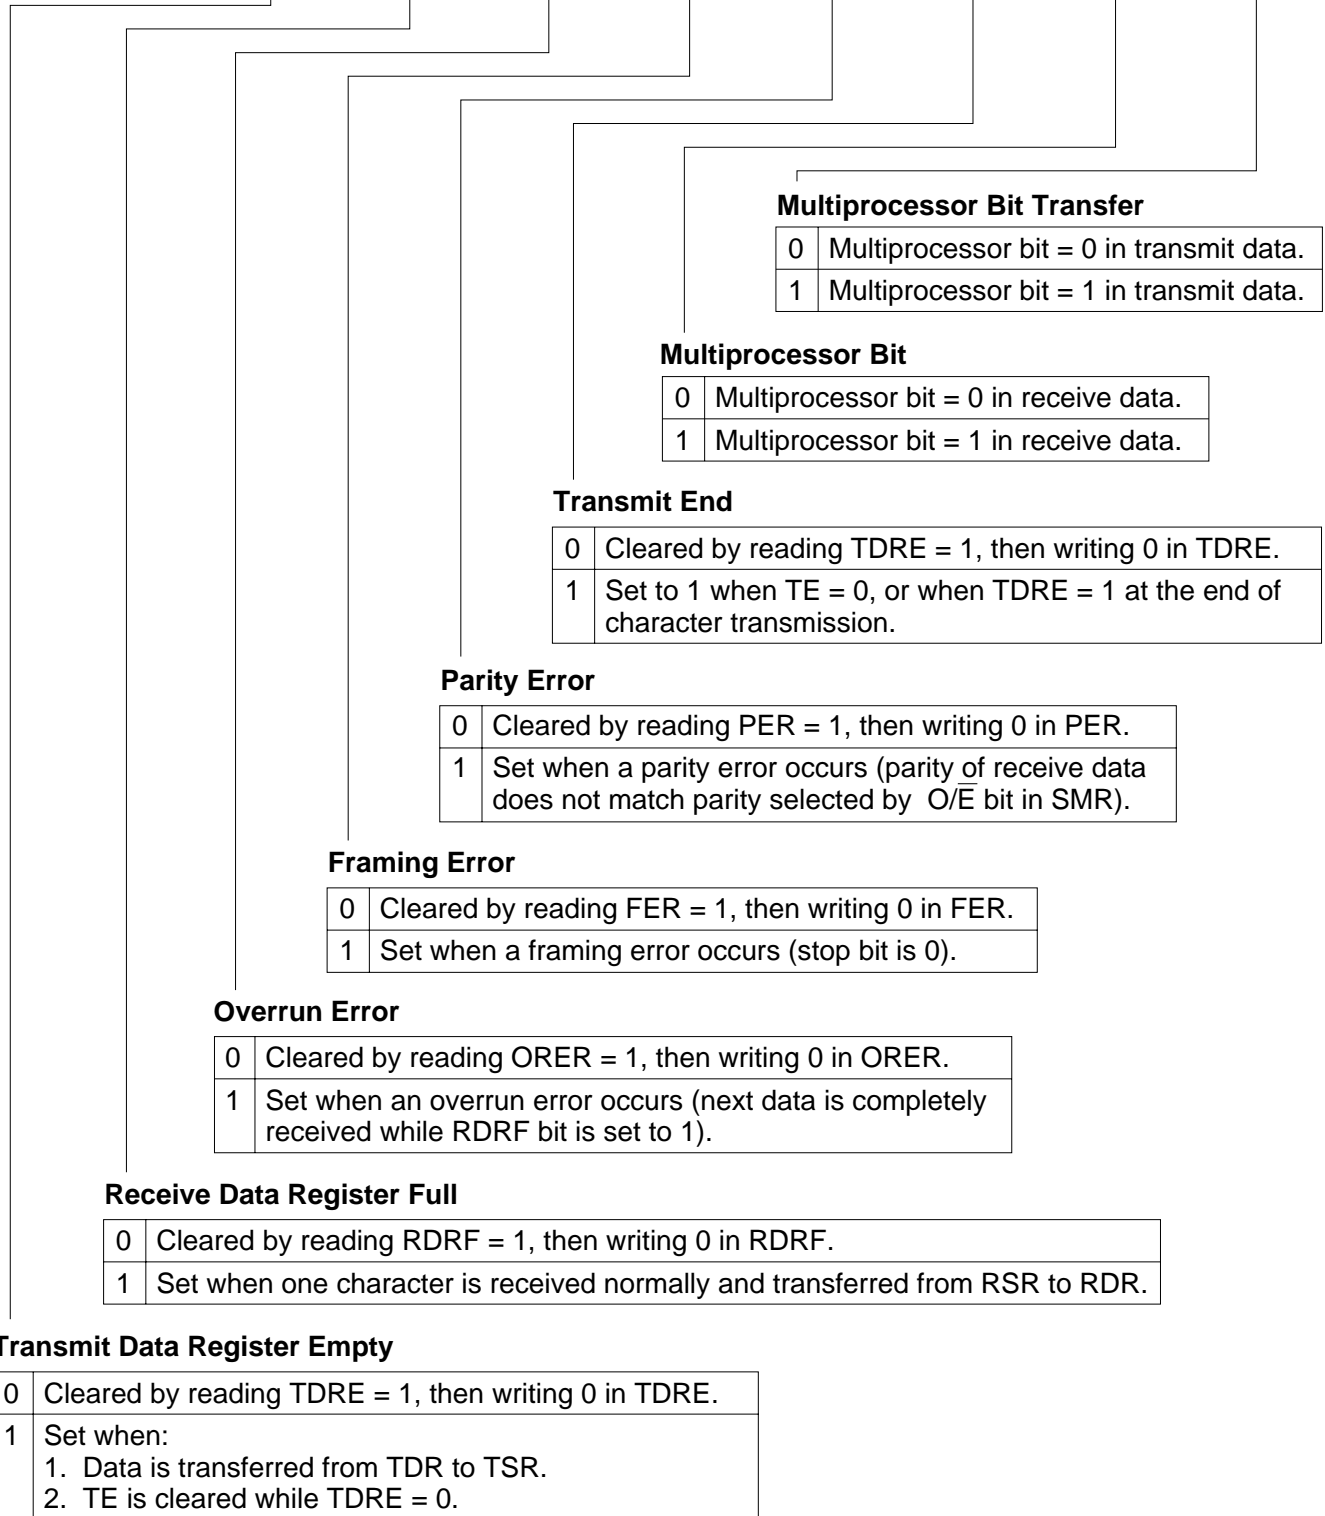 Multiprocessor Bit Transfer
0 Multiprocessor bit = 0 in transmit data.
1 Multiprocessor bit = 1 in transmit data.
Multiprocessor Bit
0 Multiprocessor bit = 0 in receive data.
1 Multiprocessor bit = 1 in receive data.
Transmit End
0 Cleared by reading TDRE = 1, then writing 0 in TDRE.
1 Set to 1 when TE = 0, or when TDRE = 1 at the end of
character transmission.
Parity Error
0 Cleared by reading PER = 1, then writing 0 in PER.
1 Set when a parity error occurs (parity of receive data
does not match parity selected by O/E̅ bit in SMR).
Framing Error
0 Cleared by reading FER = 1, then writing 0 in FER.
1 Set when a framing error occurs (stop bit is 0).
Overrun Error
0 Cleared by reading ORER = 1, then writing 0 in ORER.
1 Set when an overrun error occurs (next data is completely
received while RDRF bit is set to 1).
Receive Data Register Full
0 Cleared by reading RDRF = 1, then writing 0 in RDRF.
1 Set when one character is received normally and transferred from RSR to RDR.
Transmit Data Register Empty
0 Cleared by reading TDRE = 1, then writing 0 in TDRE.
1 Set when:
1. Data is transferred from TDR to TSR.
2. TE is cleared while TDRE = 0.